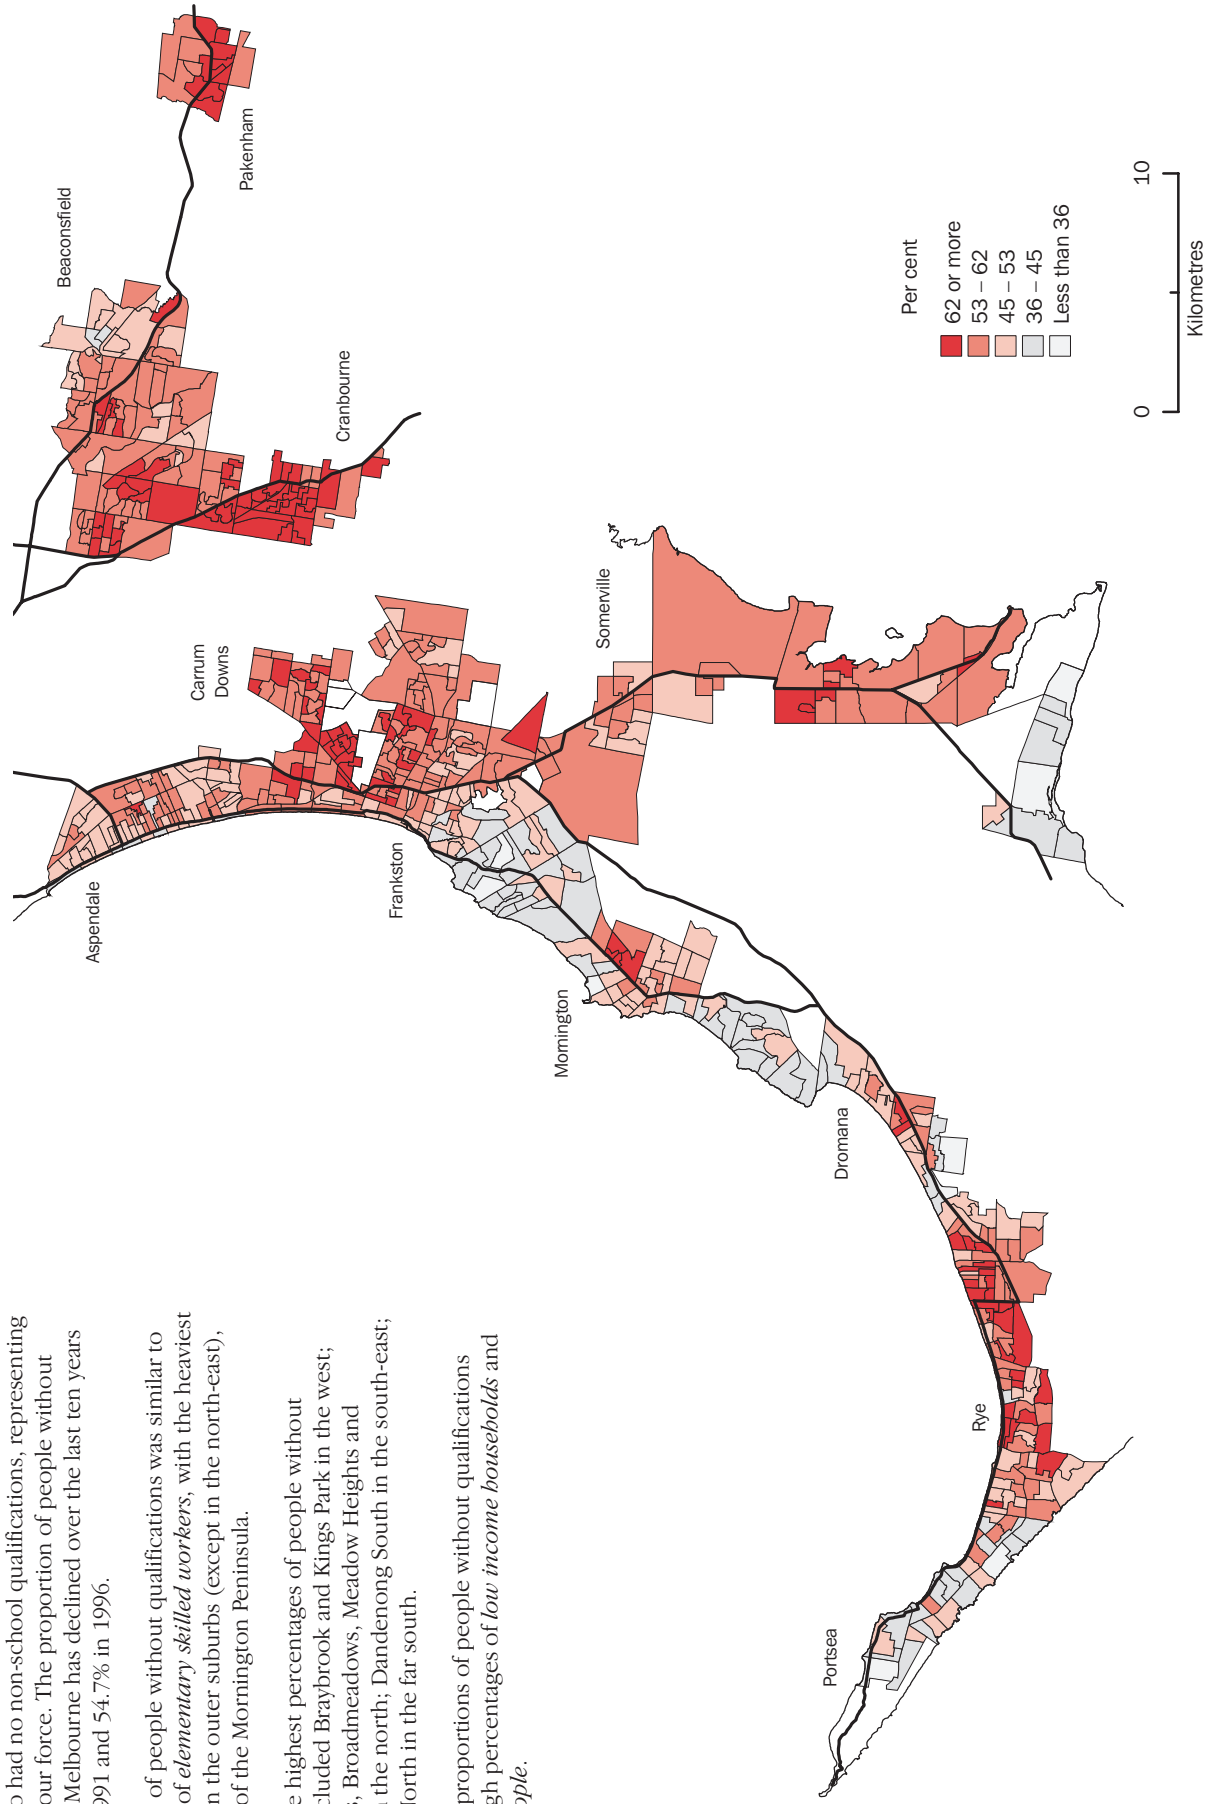 o had no non-school qualifications, representing
our force. The proportion of people without
Melbourne has declined over the last ten years
991 and 54.7% in 1996.
of people without qualifications was similar to
of elementary skilled workers, with the heaviest
n the outer suburbs (except in the north-east),
of the Mornington Peninsula.
e highest percentages of people without
cluded Braybrook and Kings Park in the west;
s, Broadmeadows, Meadow Heights and
n the north; Dandenong South in the south-east;
North in the far south.
proportions of people without qualifications
gh percentages of low income households and
ople.
Aspendale
Carrum
Downs
Beaconsfield
Pakenham
Cranbourne
Frankston
Somerville
Mornington
Dromana
Rye
Portsea
Per cent
62 or more
53 – 62
45 – 53
36 – 45
Less than 36
0
10
Kilometres